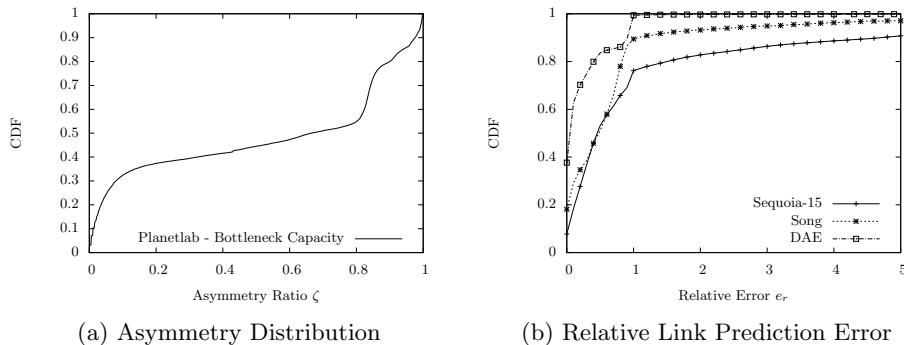 1
0.9
0.8
0.7
0.6
0.5
0.4
0.3
0.2
0.1
0
CDF
Planetlab - Bottleneck Capacity
0 0.2 0.4 0.6 0.8 1
Asymmetry Ratio ζ
(a) Asymmetry Distribution
1
0.8
0.6
0.4
0.2
0
CDF
Sequoia-15
Song
DAE
0 1 2 3 4 5
Relative Error e_r
(b) Relative Link Prediction Error